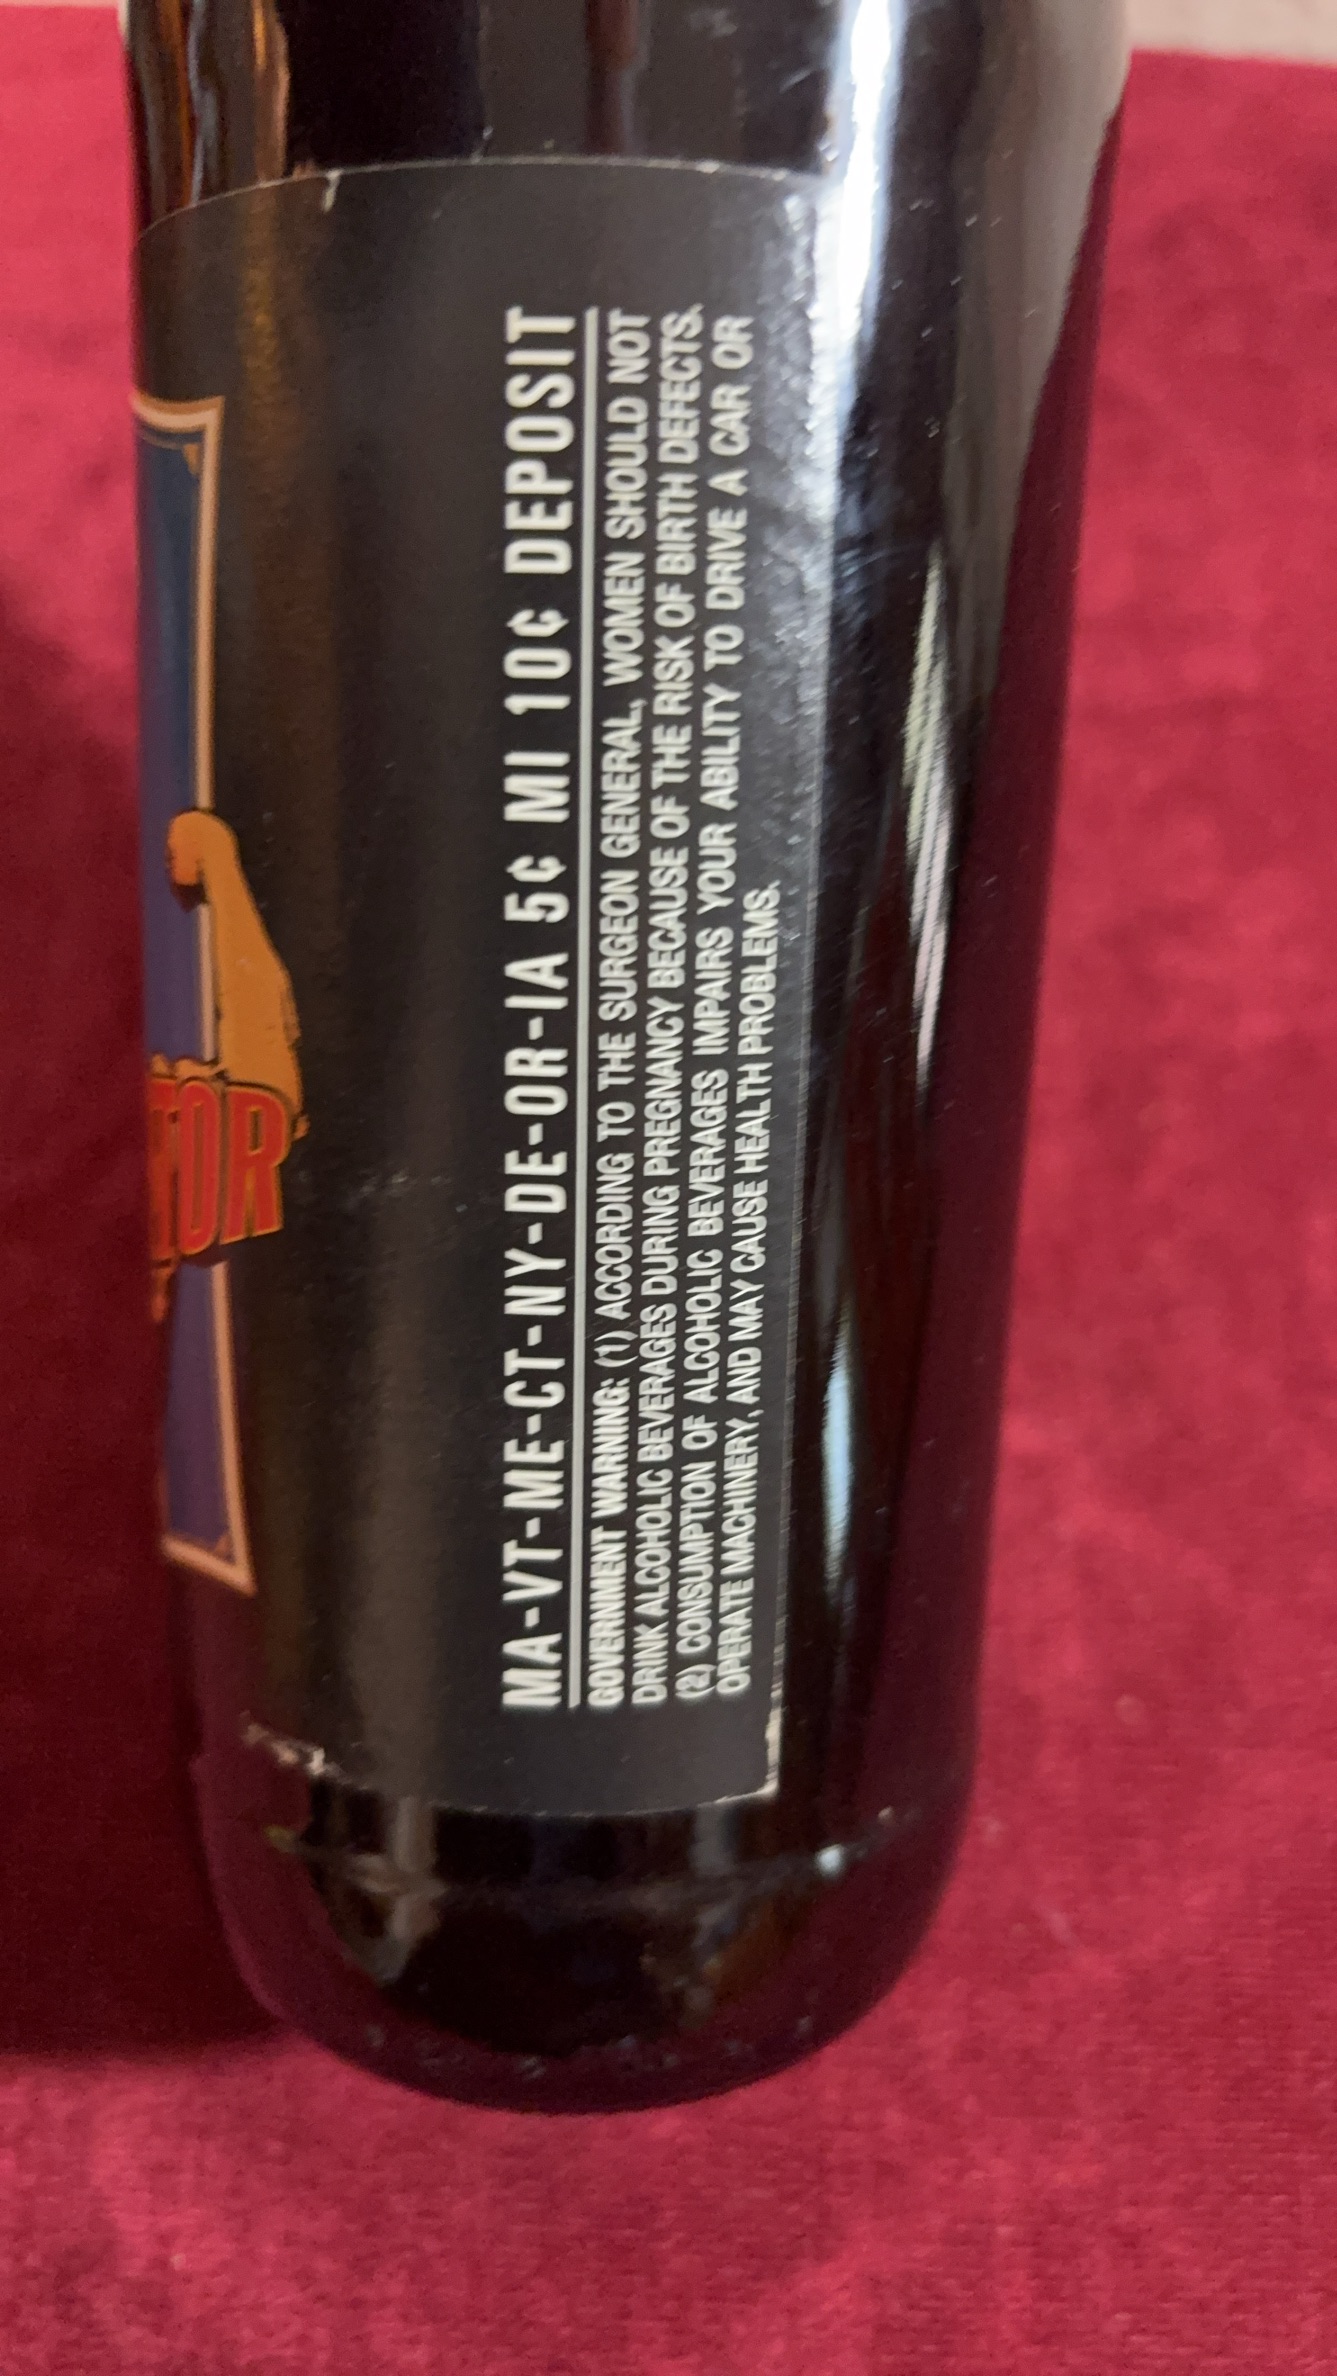 TOR
MA-VT-ME-CT-NY-DE-OR-IA 5¢ MI 10¢ DEPOSIT
GOVERNMENT WARNING: (1) ACCORDING TO THE SURGEON GENERAL, WOMEN SHOULD NOT
DRINK ALCOHOLIC BEVERAGES DURING PREGNANCY BECAUSE OF THE RISK OF BIRTH DEFECTS.
(2) CONSUMPTION OF ALCOHOLIC BEVERAGES IMPAIRS YOUR ABILITY TO DRIVE A CAR OR
OPERATE MACHINERY, AND MAY CAUSE HEALTH PROBLEMS.